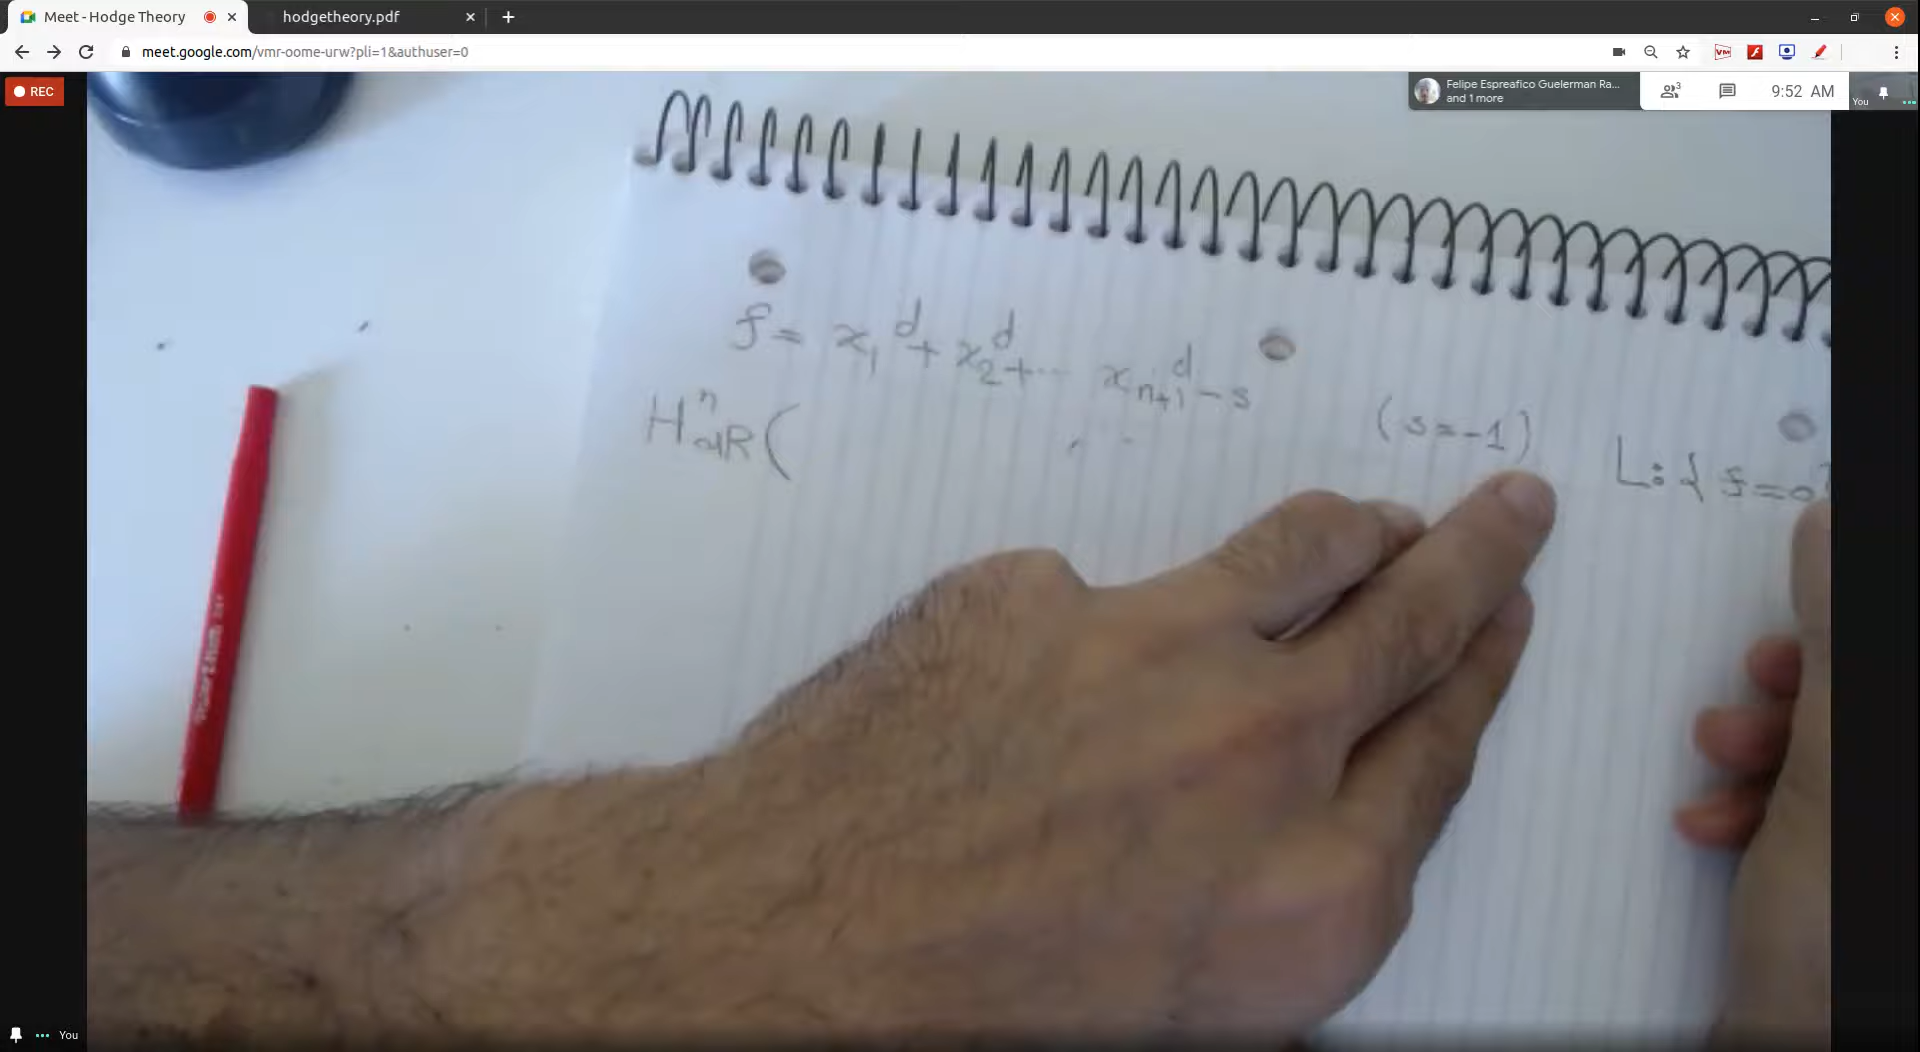 Meet - Hodge Theory
hodgetheory.pdf
meet.google.com/vmr-oome-urw?pli=1&authuser=0
REC
Felipe Espreafico Guelerman Ra...
and 1 more
3
9:52 AM
You
f = x₁ᵈ + x₂ᵈ + ··· xₙ₊₁ᵈ - s
(s=-1)
L: { f=0
Hⁿ_dR (
You